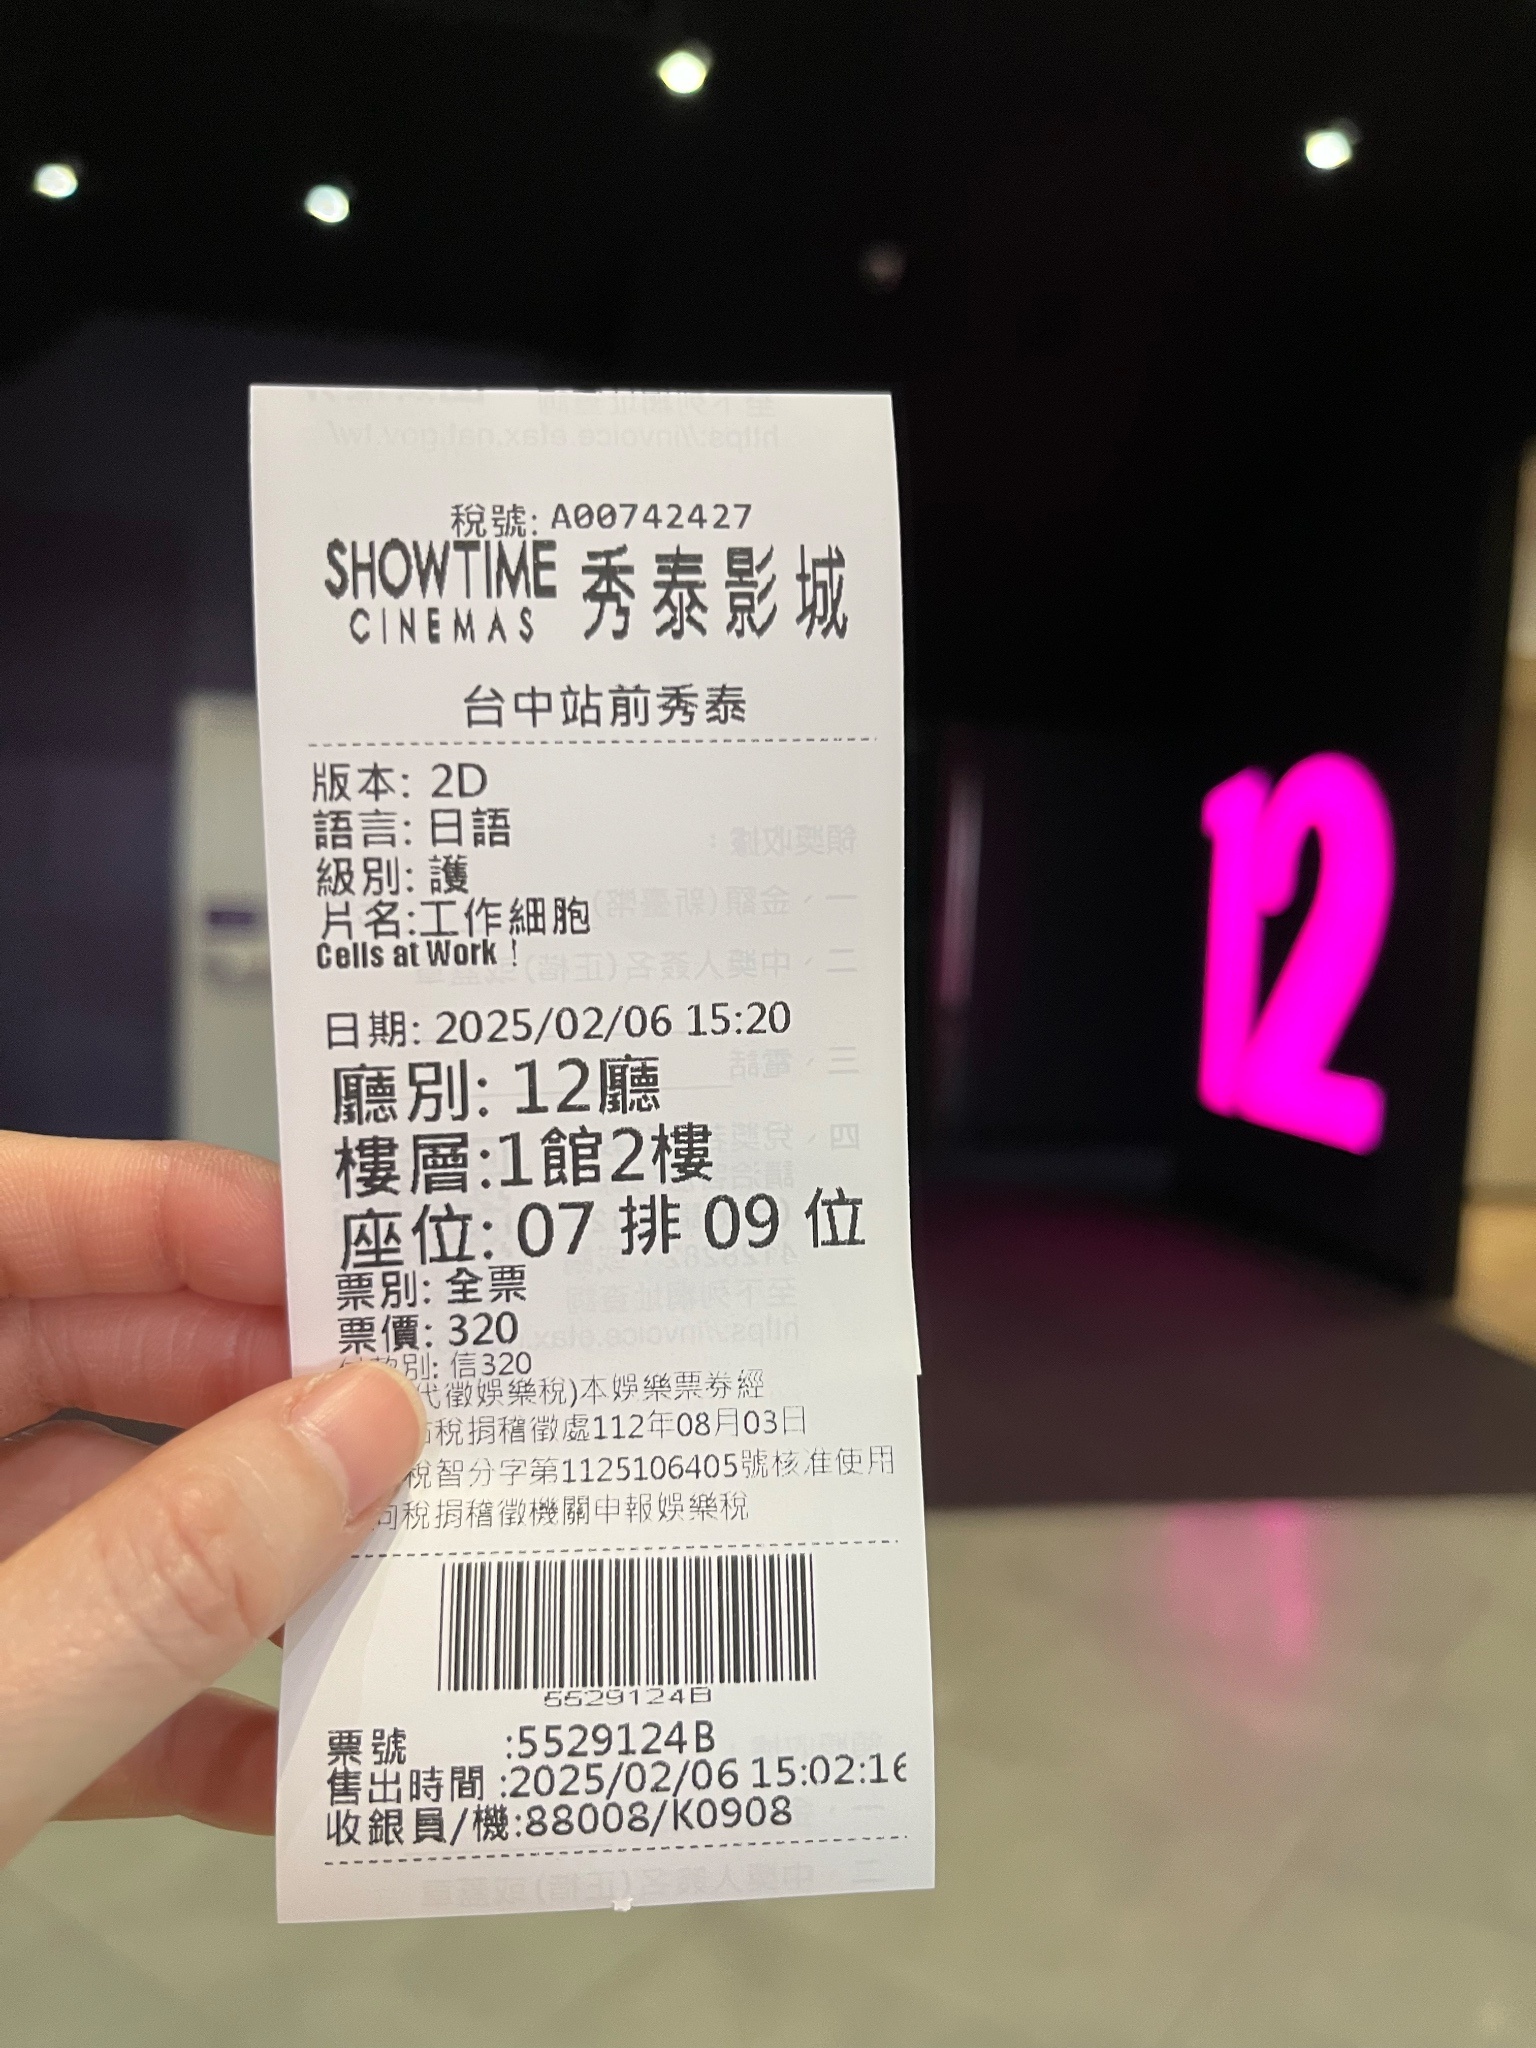 稅號: A00742427
SHOWTIME CINEMAS 秀泰影城
台中站前秀泰
版本: 2D
語言: 日語
級別: 護
片名:工作細胞
Cells at Work！
日期: 2025/02/06 15:20
廳別: 12廳
樓層:1館2樓
座位: 07 排 09 位
票別: 全票
票價: 320
別: 信320
代徵娛樂稅)本娛樂票券經
稅捐稽徵處112年08月03日
稅智分字第1125106405號核准使用
向稅捐稽徵機關申報娛樂稅
5529124B
票號 :5529124B
售出時間 :2025/02/06 15:02:16
收銀員/機:88008/K0908
12